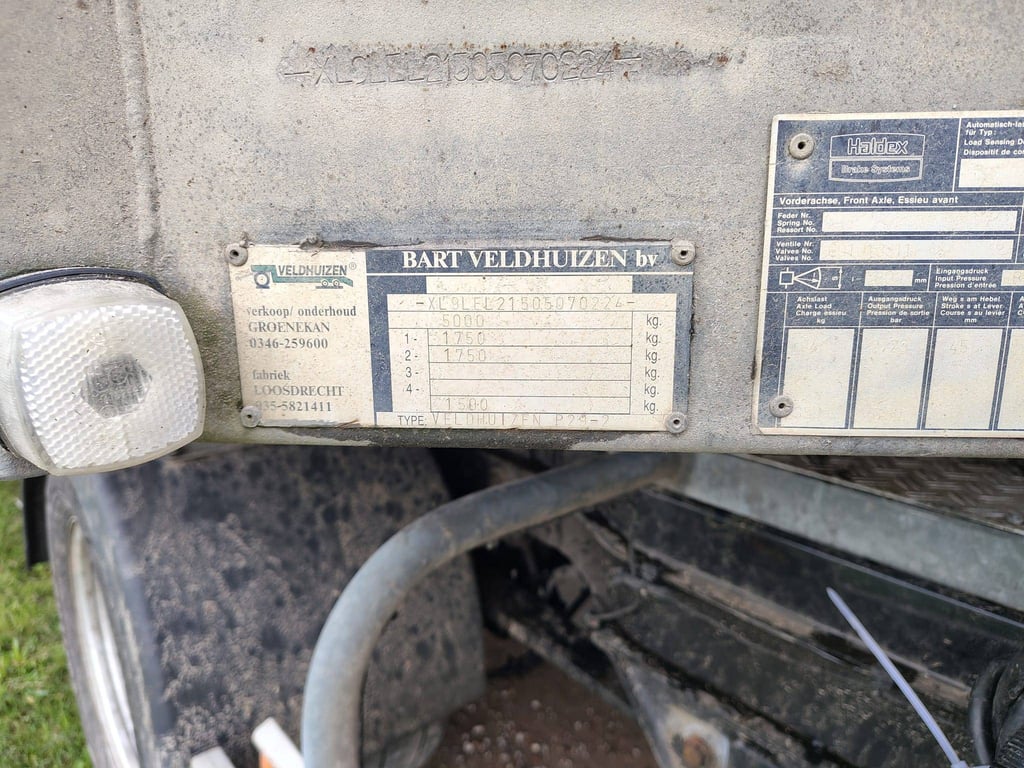 -XL9LEL21505070224-
VELDHUIZEN®
verkoop/ onderhoud
GROENEKAN
0346-259600
fabriek
LOOSDRECHT
035-5821411
BART VELDHUIZEN bv
-XL9LEL21505070224-
5000 kg.
1- 1750 kg.
2- 1750 kg.
3- kg.
4- kg.
1500 kg.
TYPE: VELDHUIZEN
Haldex
Brake Systems
für Typ:
Load Sensing
Dispositif de
Vorderachse, Front Axle, Essieu avant
Feder Nr.
Spring No.
Ressort No.
Ventile Nr.
Valves No.
Valves No.
mm
Eingangsdruck
Input Pressure
Pression d'entrée
Achslast
Axle Load
Charge essieu
kg
Ausgangsdruck
Output Pressure
Pression de sortie
bar
Weg s am Hebel
Stroke s at Lever
Course s au levier
mm